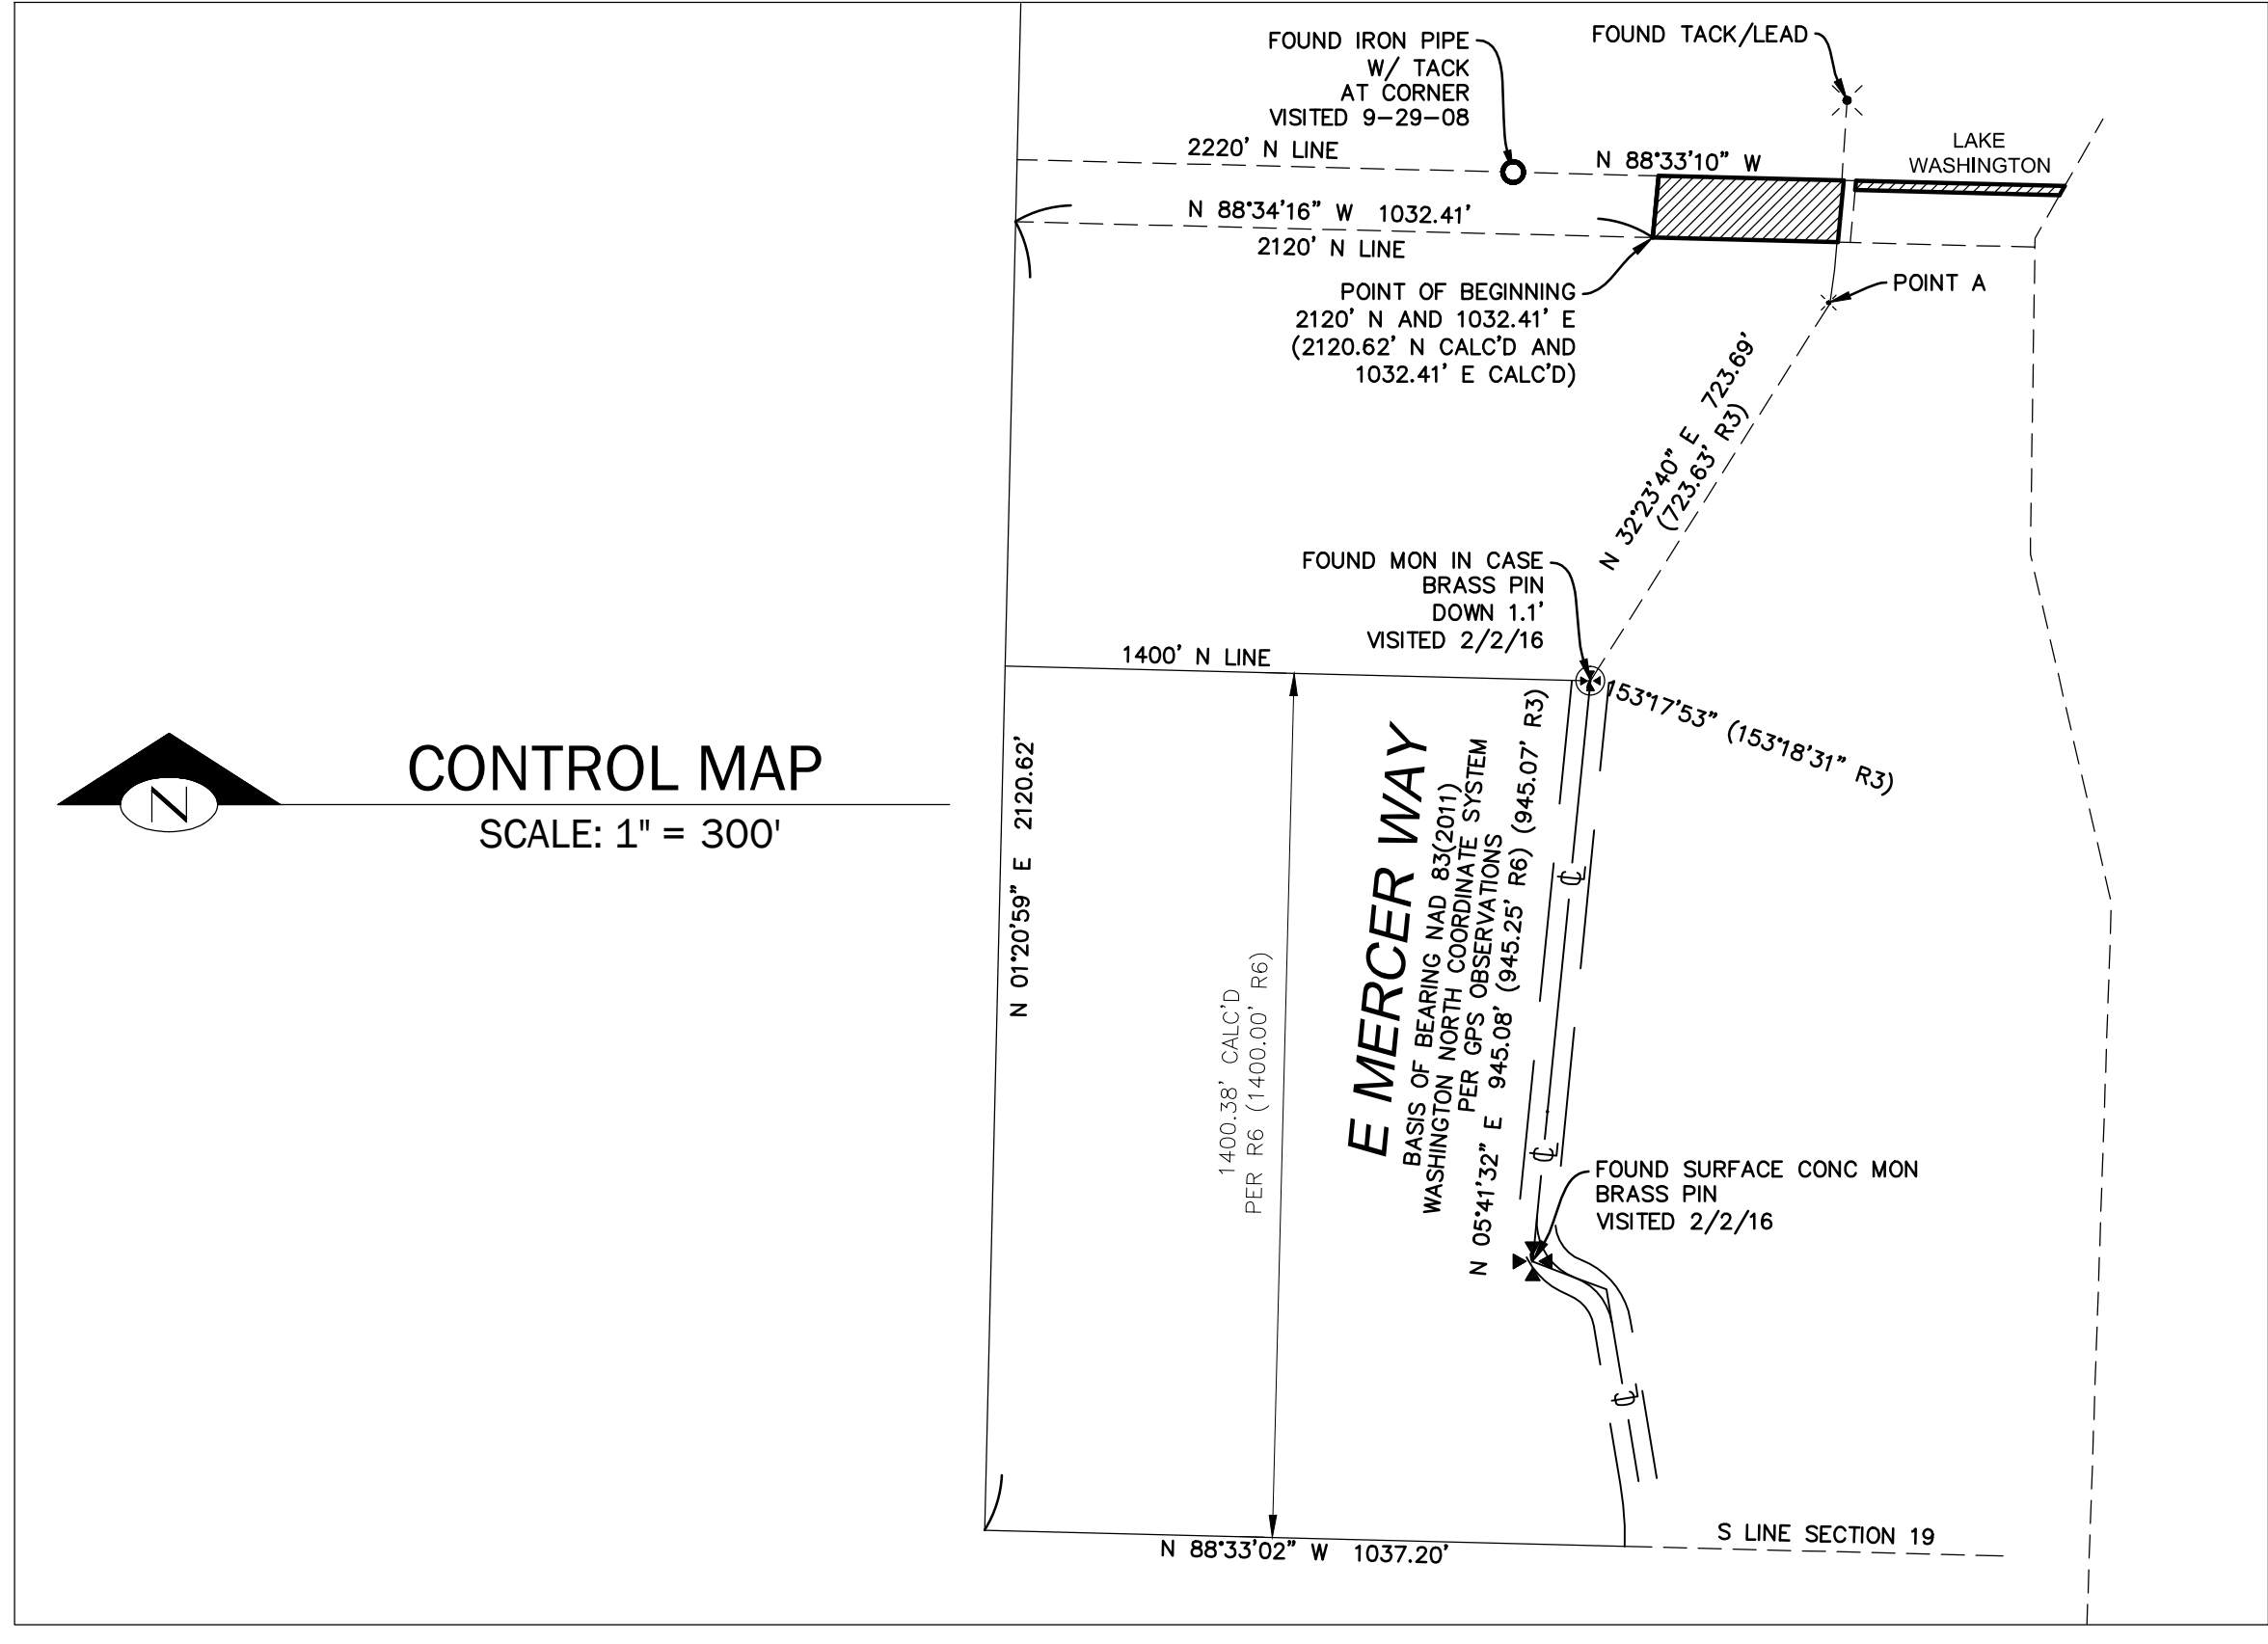 FOUND IRON PIPE
W/ TACK
AT CORNER
VISITED 9-29-08
FOUND TACK/LEAD
LAKE
WASHINGTON
2220' N LINE
N 88°33'10" W
N 88°34'16" W 1032.41'
2120' N LINE
POINT OF BEGINNING
2120' N AND 1032.41' E
(2120.62' N CALC'D AND
1032.41' E CALC'D)
POINT A
N 32°23'40" E 723.69'
(723.63' R3)
FOUND MON IN CASE
BRASS PIN
DOWN 1.1'
VISITED 2/2/16
1400' N LINE
153°17'53" (153°18'31" R3)
N
CONTROL MAP
SCALE: 1" = 300'
N 01°20'59" E 2120.62'
1400.38' CALC'D
PER R6 (1400.00' R6)
E MERCER WAY
BASIS OF BEARING NAD 83(2011)
WASHINGTON NORTH COORDINATE SYSTEM
PER GPS OBSERVATIONS
N 05°41'32" E 945.08' (945.25' R6) (945.07' R3)
℄
℄
FOUND SURFACE CONC MON
BRASS PIN
VISITED 2/2/16
℄
S LINE SECTION 19
N 88°33'02" W 1037.20'